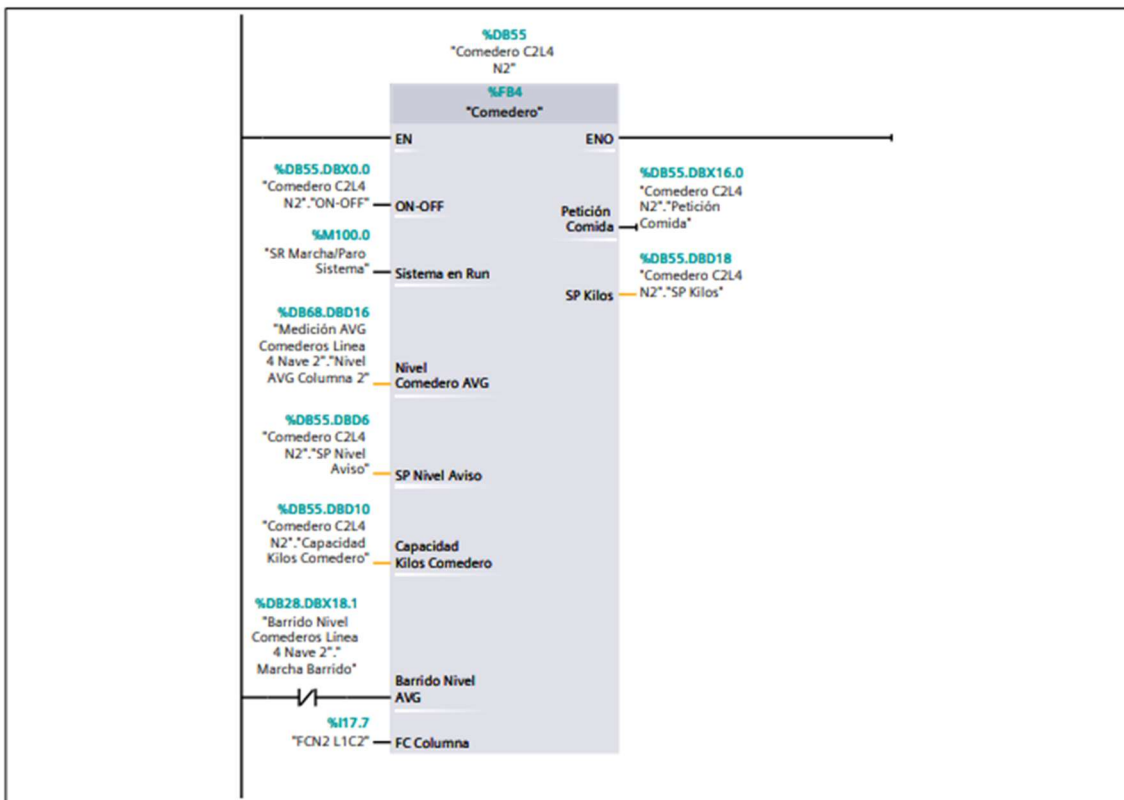 %DB55
"Comedero C2L4
N2"
%FB4
"Comedero"
EN
ENO
%DB55.DBX0.0
"Comedero C2L4
N2"."ON-OFF"
ON-OFF
%DB55.DBX16.0
"Comedero C2L4
N2"."Petición
Comida"
Petición
Comida
%M100.0
"SR Marcha/Paro
Sistema"
Sistema en Run
%DB55.DBD18
"Comedero C2L4
N2"."SP Kilos"
SP Kilos
%DB68.DBD16
"Medición AVG
Comederos Linea
4 Nave 2"."Nivel
AVG Columna 2"
Nivel
Comedero AVG
%DB55.DBD6
"Comedero C2L4
N2"."SP Nivel
Aviso"
SP Nivel Aviso
%DB55.DBD10
"Comedero C2L4
N2"."Capacidad
Kilos Comedero"
Capacidad
Kilos Comedero
%DB28.DBX18.1
"Barrido Nivel
Comederos Línea
4 Nave 2"."
Marcha Barrido"
Barrido Nivel
AVG
%I17.7
"FCN2 L1C2"
FC Columna